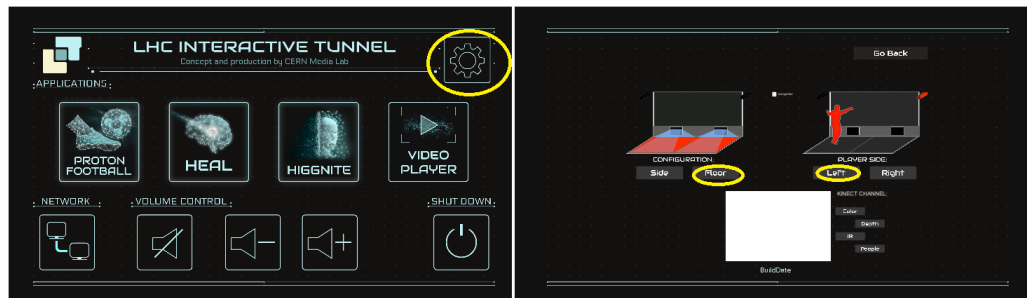 LHC INTERACTIVE TUNNEL
Concept and production by CERN Media Lab
APPLICATIONS
PROTON
FOOTBALL
HEAL
HIGGNITE
VIDEO
PLAYER
NETWORK
VOLUME CONTROL
SHUT DOWN
Go Back
CONFIGURATION:
PLAYER SIDE:
Side
Floor
Left
Right
KINECT CHANNEL:
Color
Depth
IR
People
BuildDate